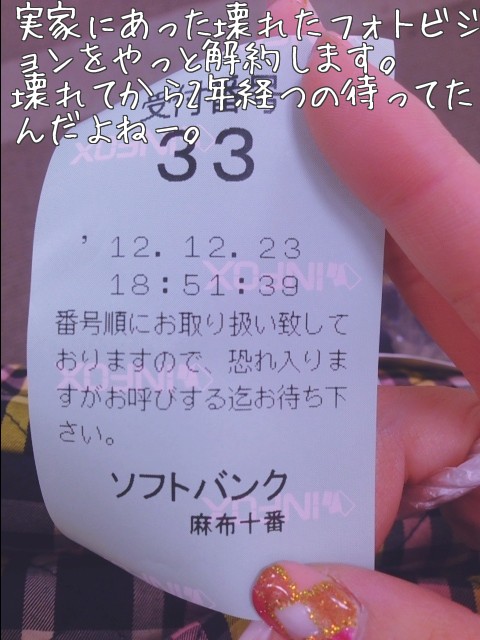 実家にあった壊れたフォトビジ
ョンをやっと解約します。
壊れてから2年経つの待ってた
んだよねー。
受付番号
33
'12.12.23
18:51:39
番号順にお取り扱い致して
おりますので、恐れ入りま
すがお呼びする迄お待ち下
さい。
ソフトバンク
麻布十番
INFOX
INFOX
INFOX
INFOX